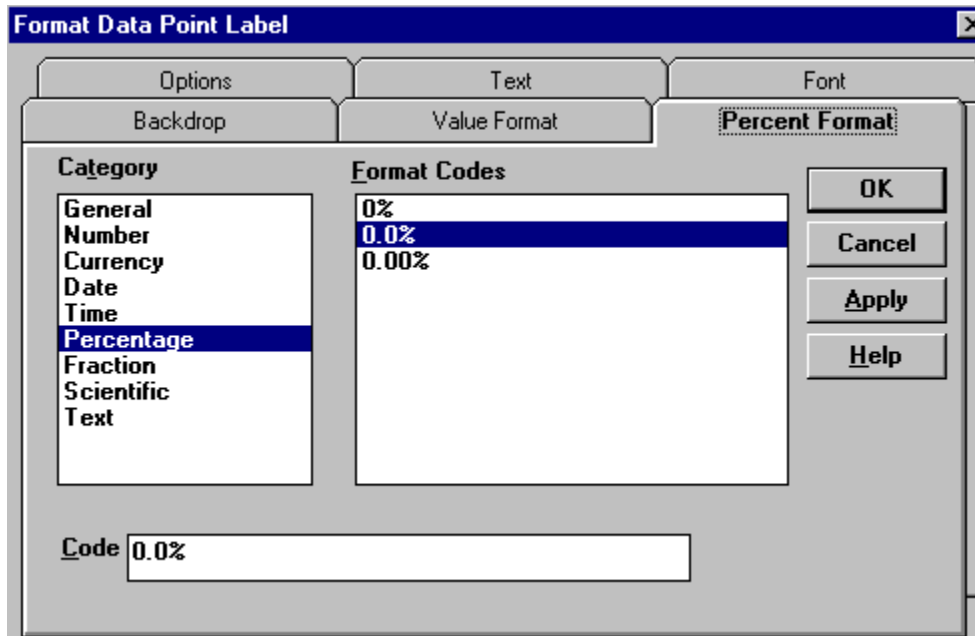 Format Data Point Label
Options Text Font
Backdrop Value Format Percent Format
Category
General
Number
Currency
Date
Time
Percentage
Fraction
Scientific
Text
Format Codes
0%
0.0%
0.00%
OK
Cancel
Apply
Help
Code 0.0%